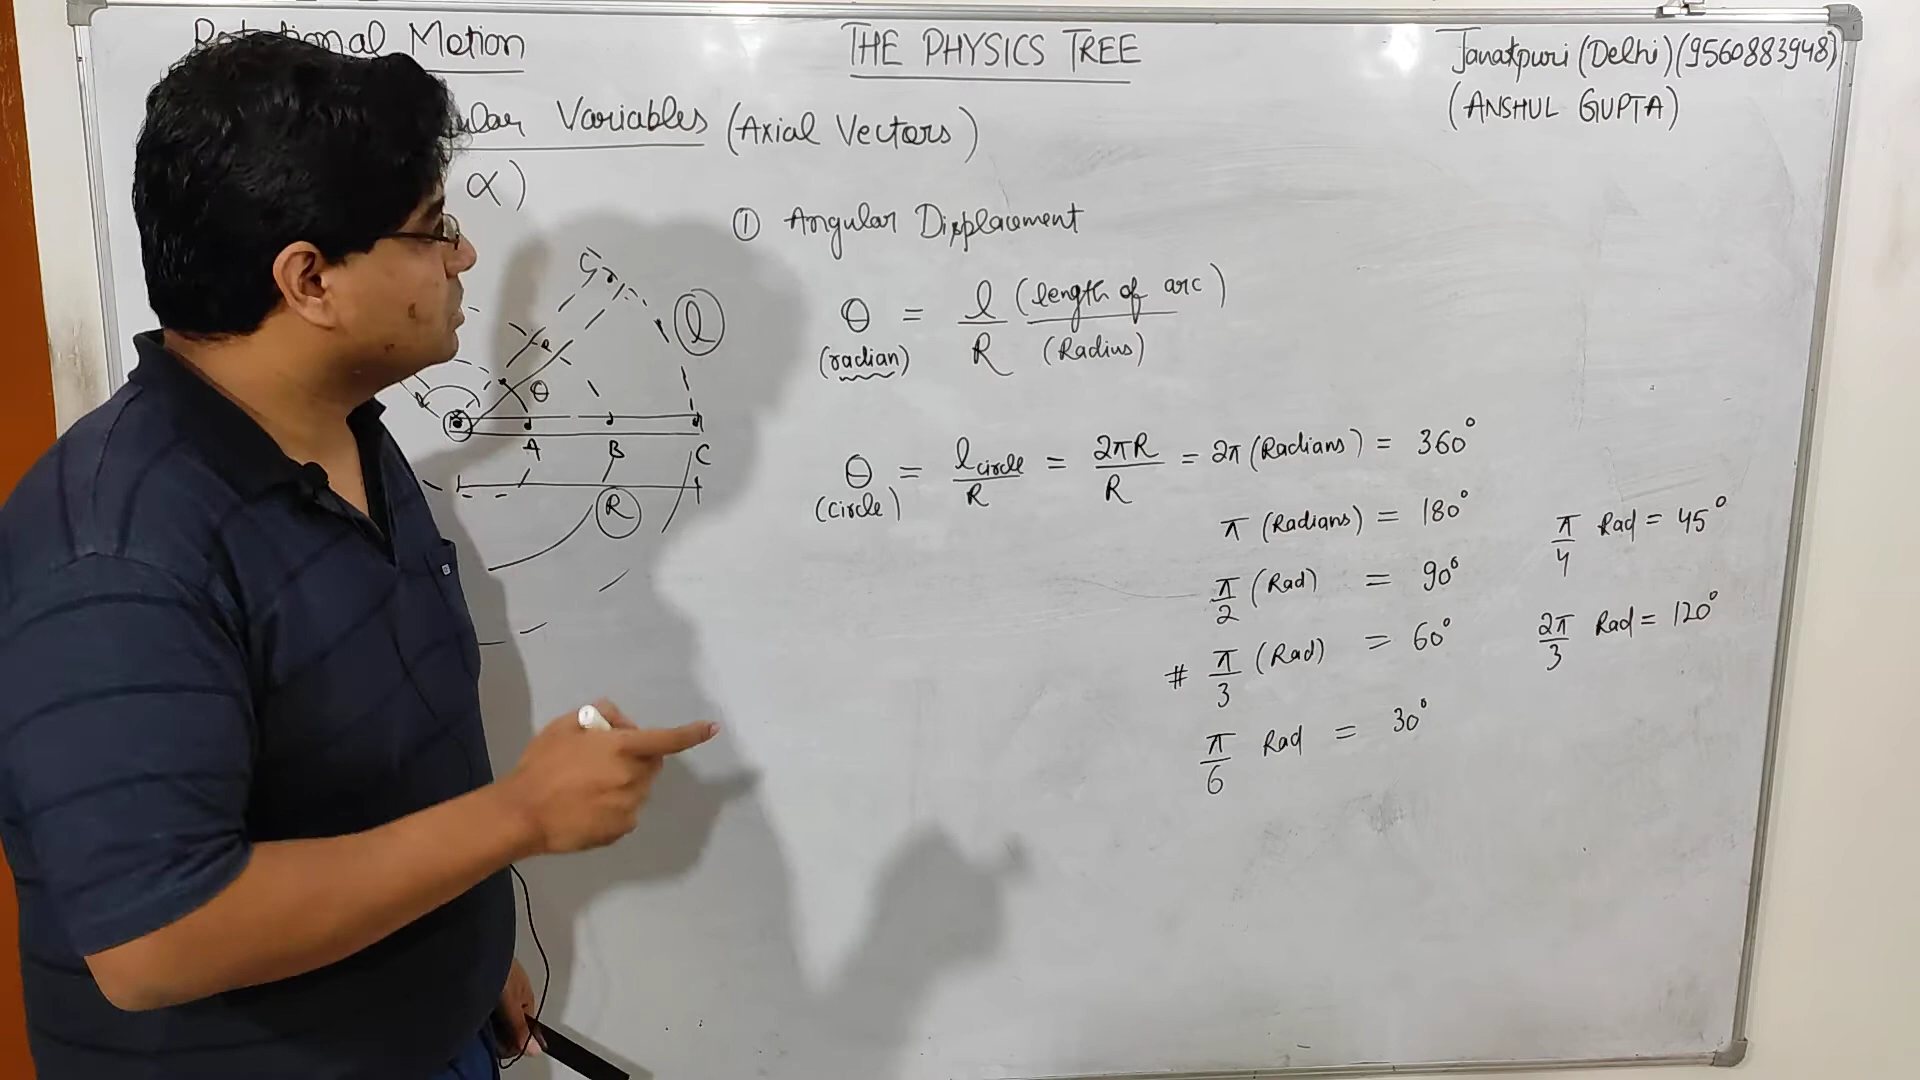 Rotational Motion
THE PHYSICS TREE
Janakpuri (Delhi) (9560883948)
(ANSHUL GUPTA)
Variables (Axial Vectors)
α)
① Angular Displacement
θ = l/R (length of arc)/(Radius)
(radian)
l
θ
A B C
R
θ = l circle/R = 2πR/R = 2π (Radians) = 360°
(circle)
π (Radians) = 180°
π/4 Rad = 45°
π/2 (Rad) = 90°
2π/3 Rad = 120°
# π/3 (Rad) = 60°
π/6 Rad = 30°